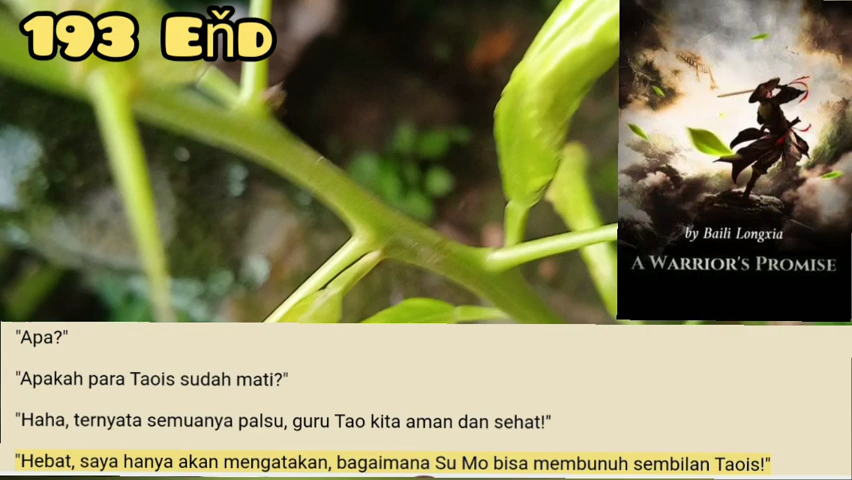 193 Eňd
by Baili Longxia
A Warrior's Promise
"Apa?"
"Apakah para Taois sudah mati?"
"Haha, ternyata semuanya palsu, guru Tao kita aman dan sehat!"
"Hebat, saya hanya akan mengatakan, bagaimana Su Mo bisa membunuh sembilan Taois!"